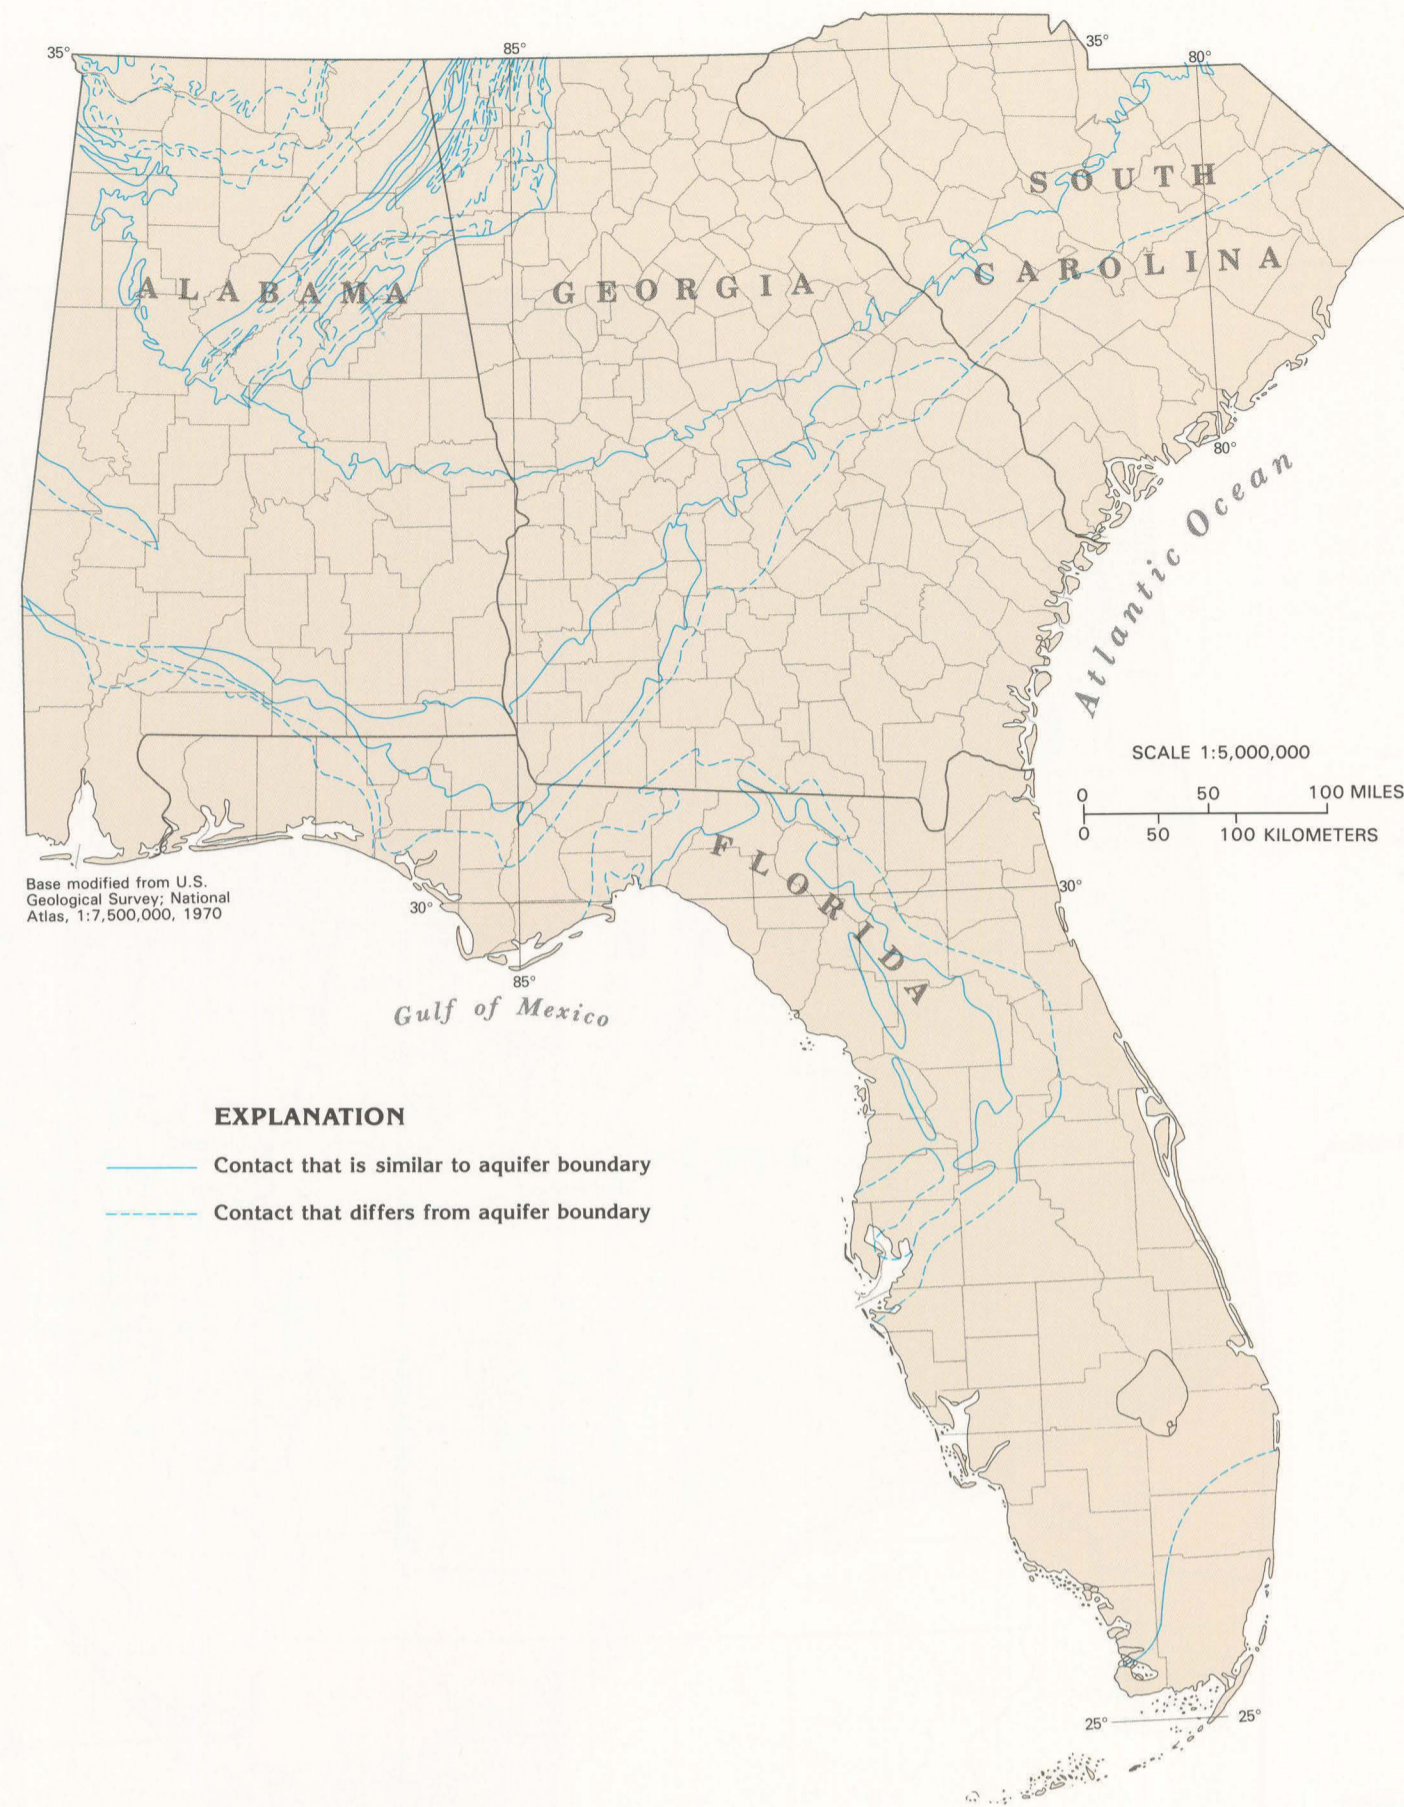 35°
85°
35°
80°
SOUTH
CAROLINA
ALABAMA
GEORGIA
80°
Atlantic Ocean
SCALE 1:5,000,000
0 50 100 MILES
0 50 100 KILOMETERS
FLORIDA
Base modified from U.S.
Geological Survey; National
Atlas, 1:7,500,000, 1970
30°
30°
85°
Gulf of Mexico
EXPLANATION
Contact that is similar to aquifer boundary
Contact that differs from aquifer boundary
25°
25°